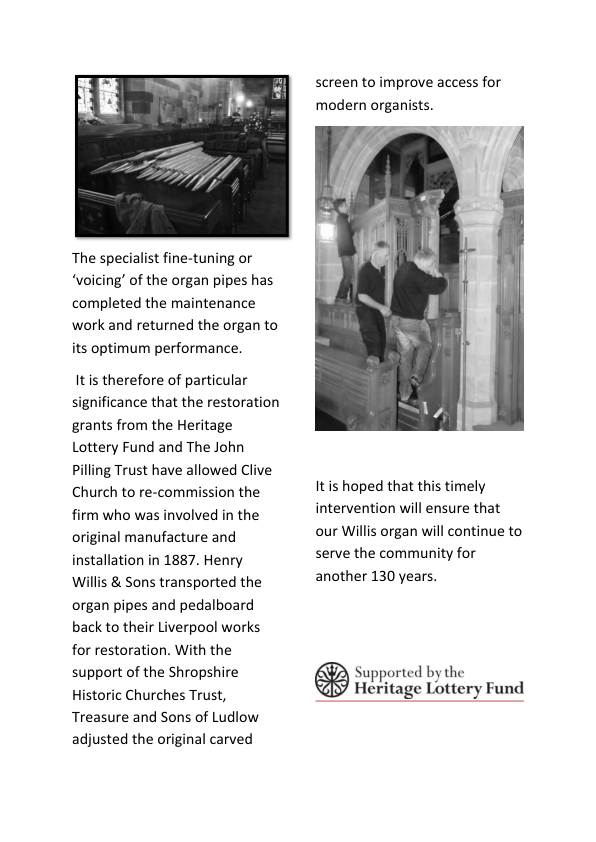 The specialist fine-tuning or
‘voicing’ of the organ pipes has
completed the maintenance
work and returned the organ to
its optimum performance.
It is therefore of particular
significance that the restoration
grants from the Heritage
Lottery Fund and The John
Pilling Trust have allowed Clive
Church to re-commission the
firm who was involved in the
original manufacture and
installation in 1887. Henry
Willis & Sons transported the
organ pipes and pedalboard
back to their Liverpool works
for restoration. With the
support of the Shropshire
Historic Churches Trust,
Treasure and Sons of Ludlow
adjusted the original carved
screen to improve access for
modern organists.
It is hoped that this timely
intervention will ensure that
our Willis organ will continue to
serve the community for
another 130 years.
Supported by the
Heritage Lottery Fund